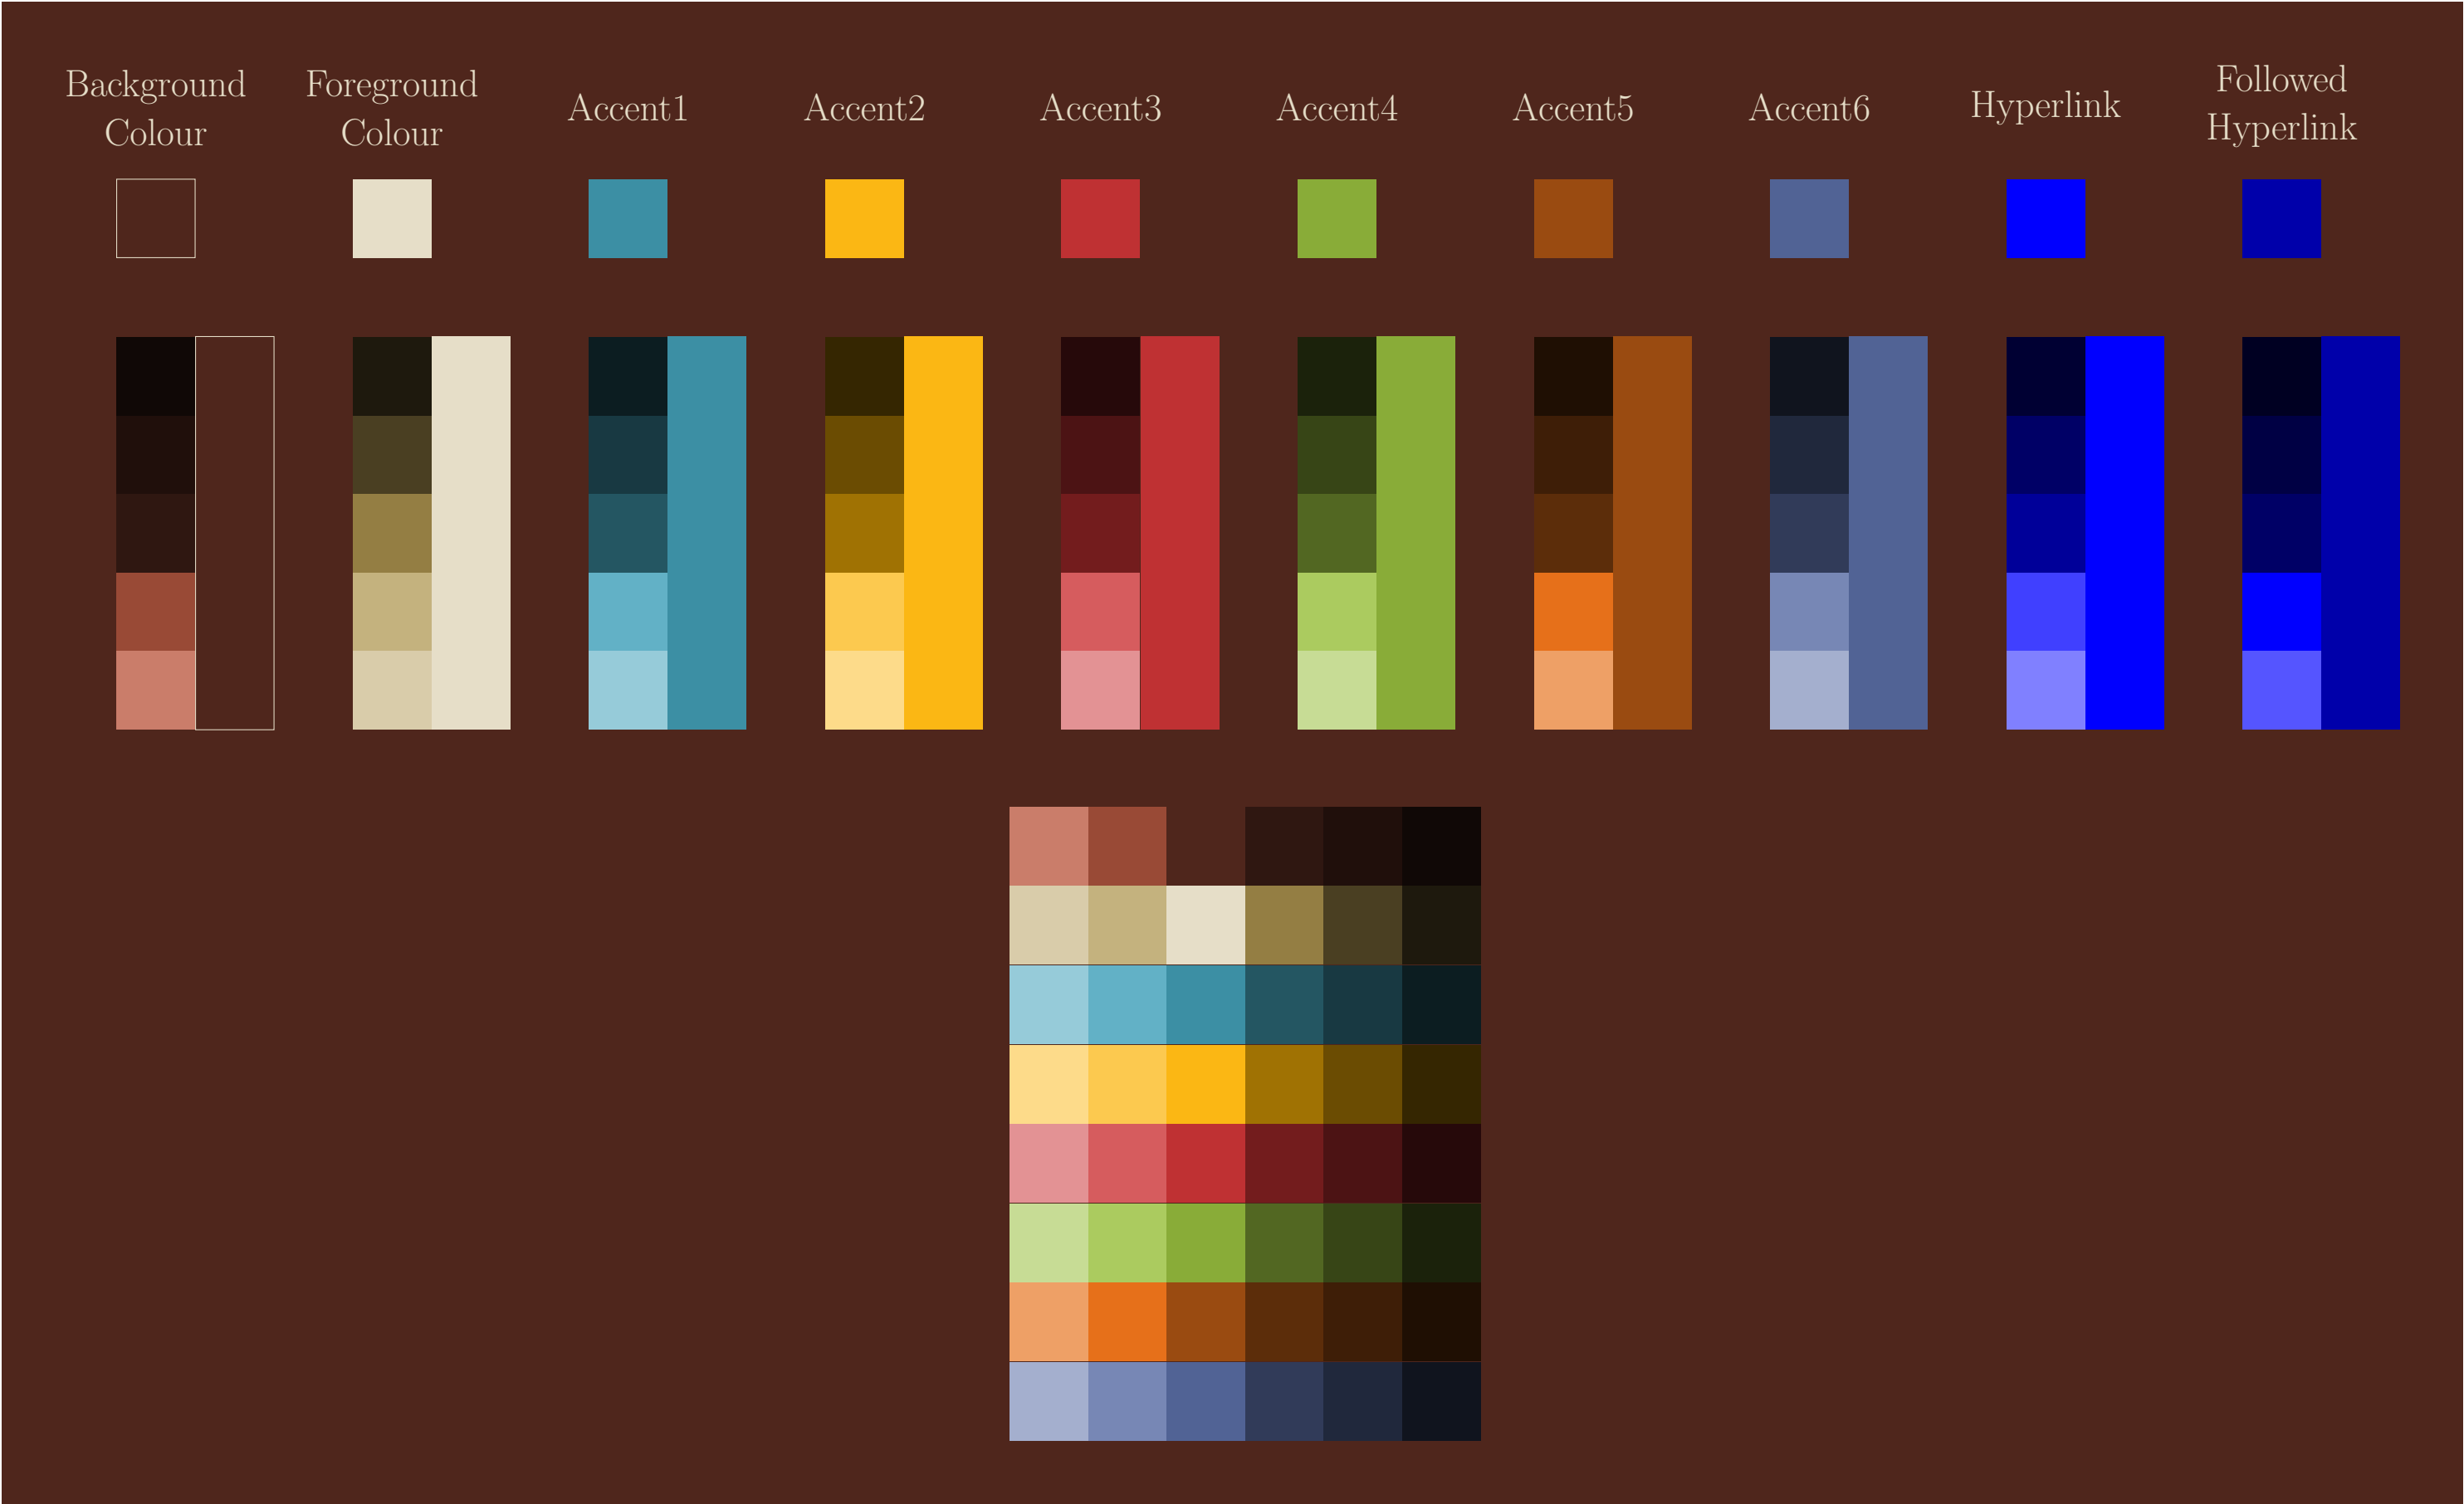 Background
Colour
Foreground
Colour
Accent1
Accent2
Accent3
Accent4
Accent5
Accent6
Hyperlink
Followed
Hyperlink